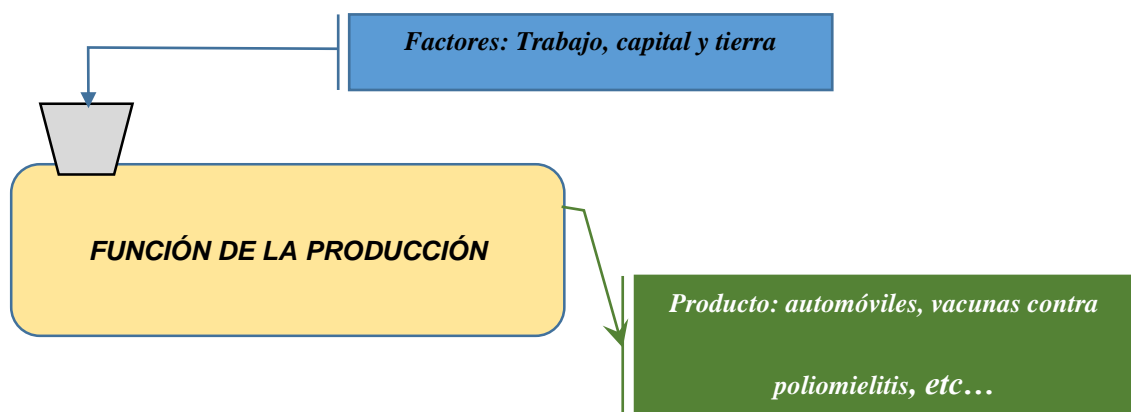 Factores: Trabajo, capital y tierra
FUNCIÓN DE LA PRODUCCIÓN
Producto: automóviles, vacunas contra
poliomielitis, etc…